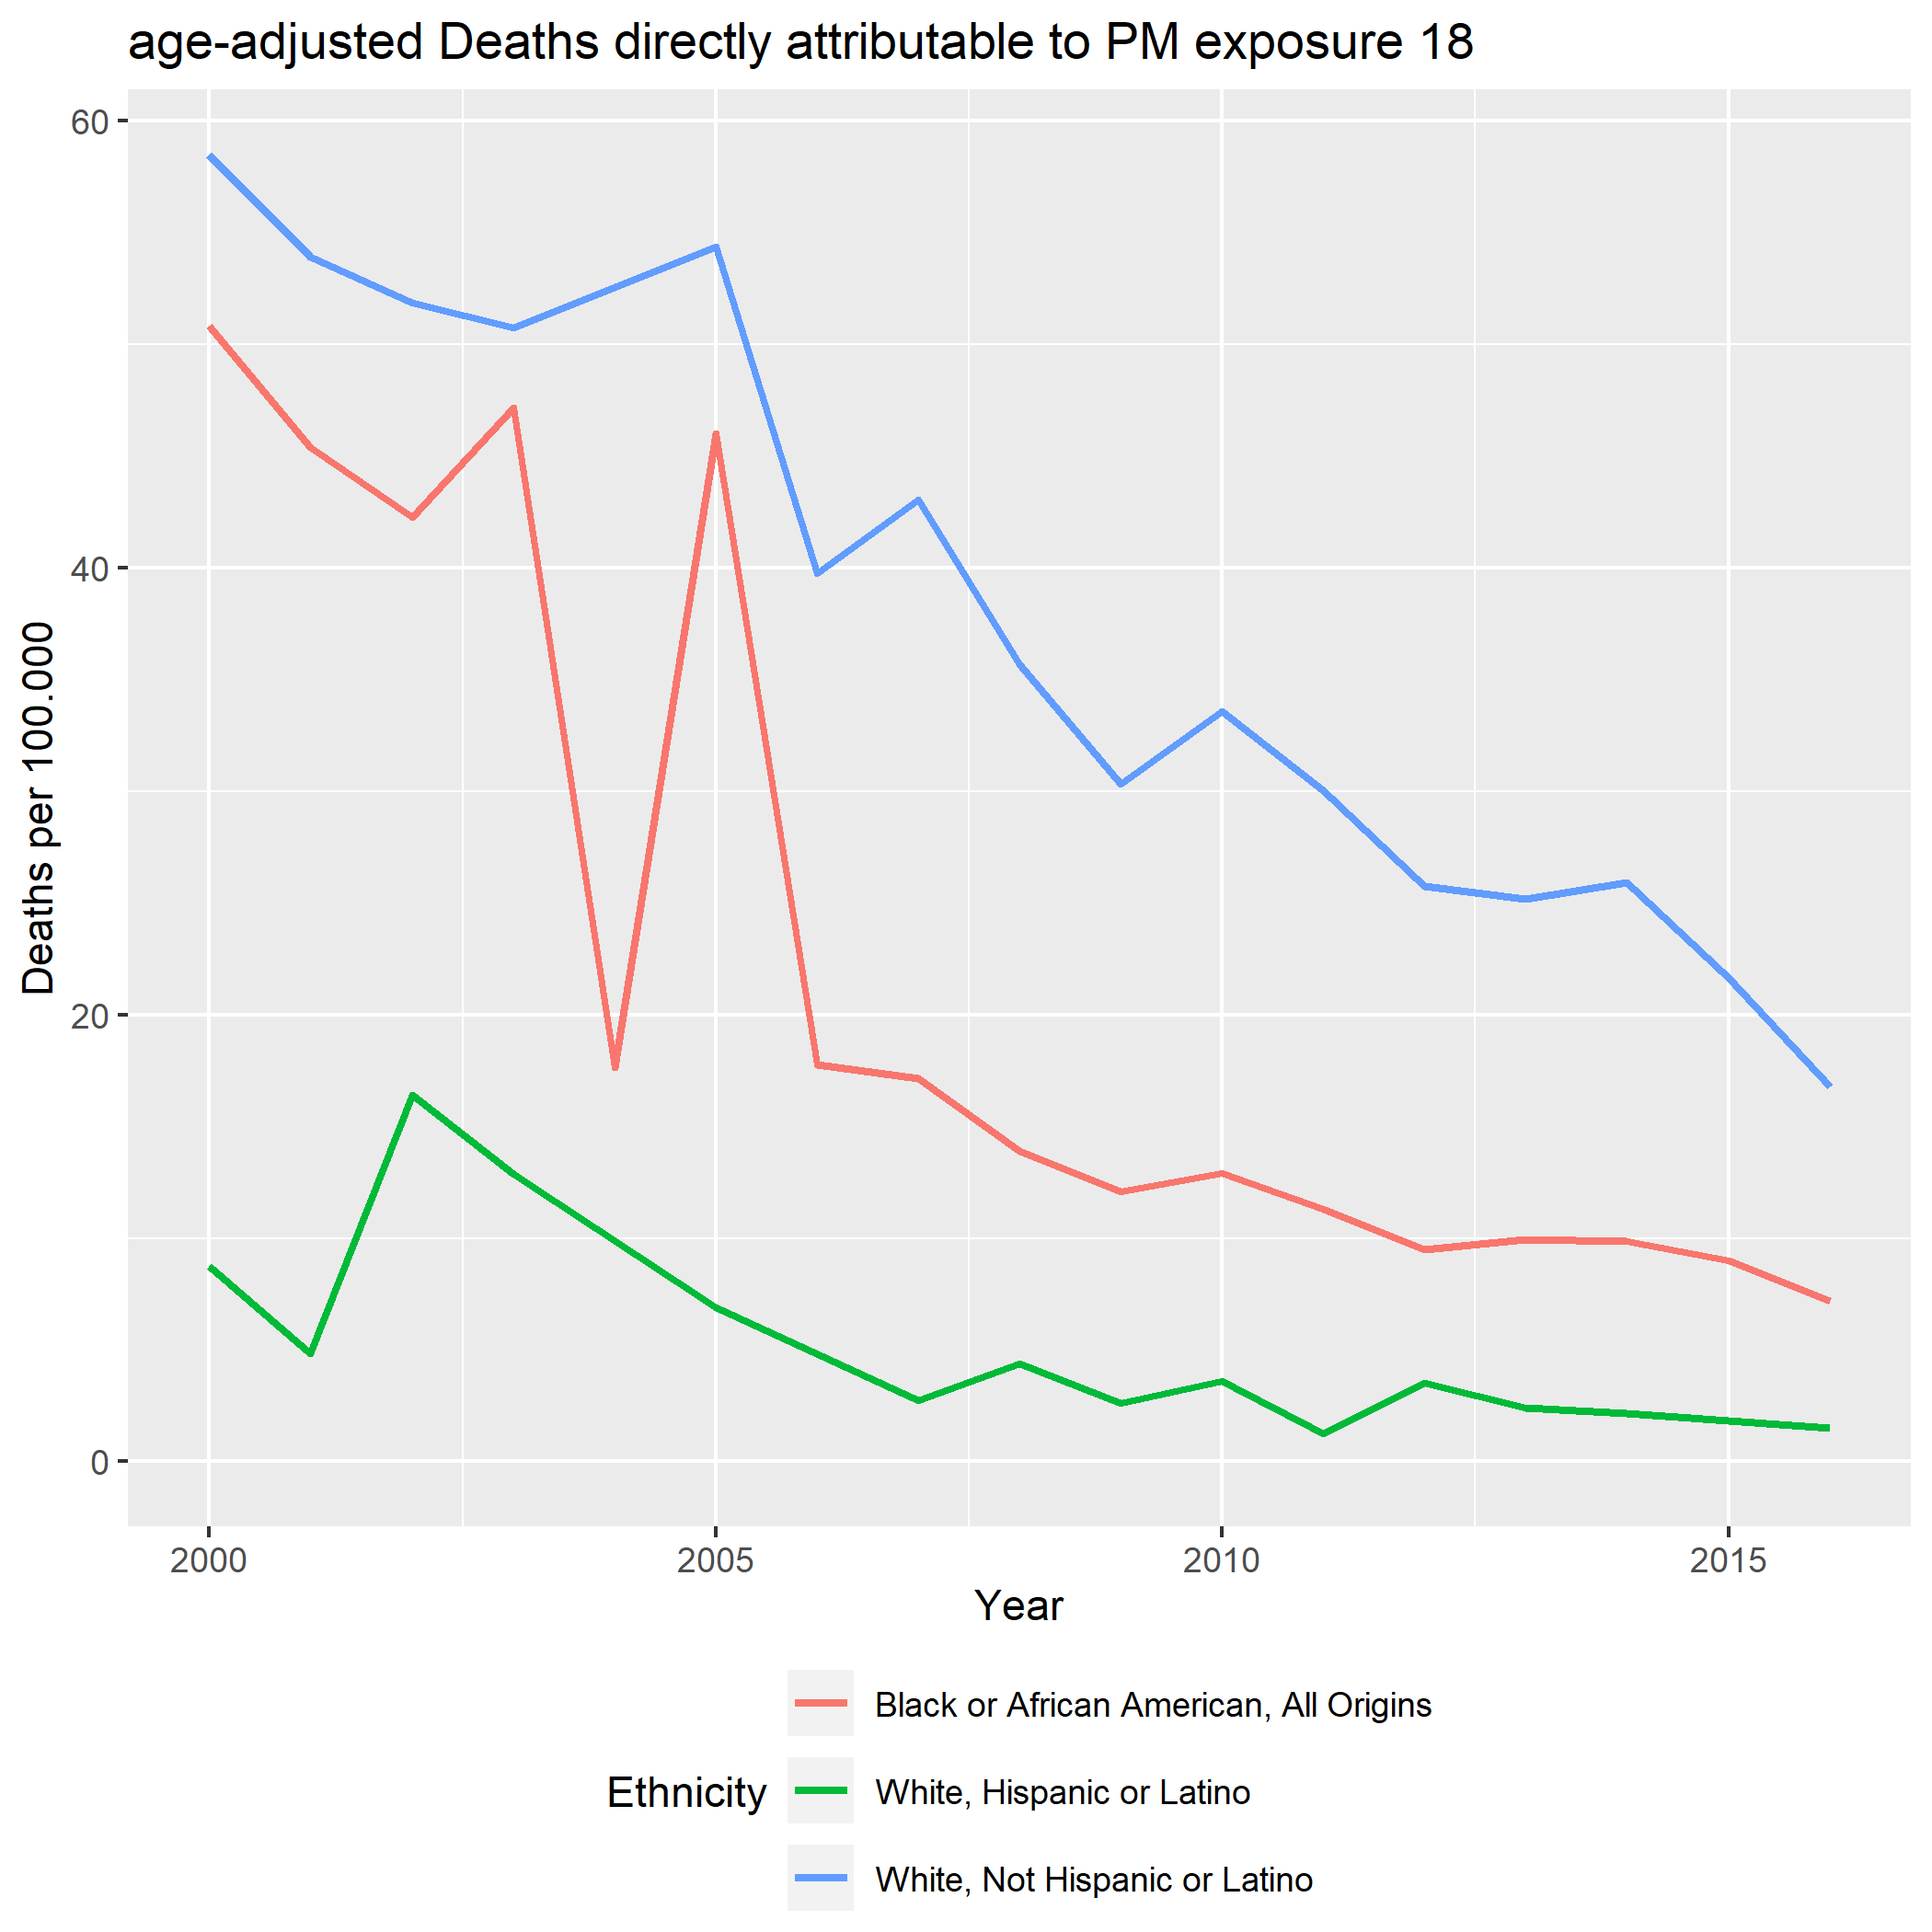 age-adjusted Deaths directly attributable to PM exposure 18
60
40
20
0
Deaths per 100.000
2000 2005 2010 2015
Year
Ethnicity
Black or African American, All Origins
White, Hispanic or Latino
White, Not Hispanic or Latino